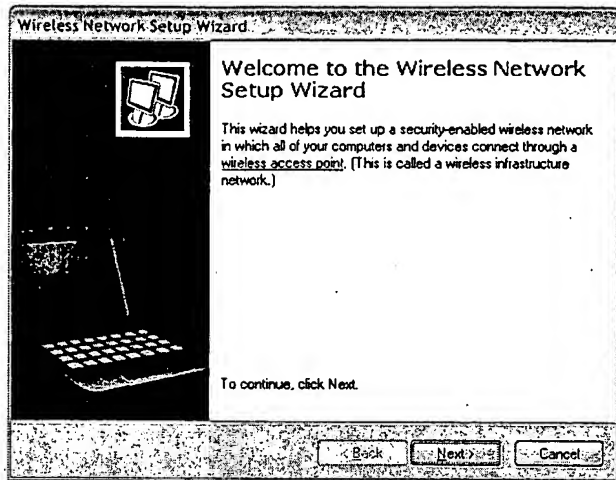 Wireless Network Setup Wizard
Welcome to the Wireless Network
Setup Wizard
This wizard helps you set up a security-enabled wireless network
in which all of your computers and devices connect through a
wireless access point. (This is called a wireless infrastructure
network.)
To continue, click Next.
< Back Next > Cancel